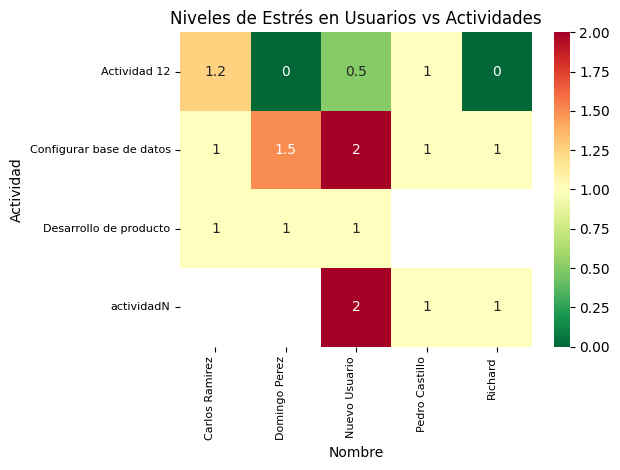 Niveles de Estrés en Usuarios vs Actividades
Actividad
Actividad 12
1.2 0 0.5 1 0
Configurar base de datos
1 1.5 2 1 1
Desarrollo de producto
1 1 1
actividadN
2 1 1
Carlos Ramirez
Domingo Perez
Nuevo Usuario
Pedro Castillo
Richard
Nombre
2.00
1.75
1.50
1.25
1.00
0.75
0.50
0.25
0.00